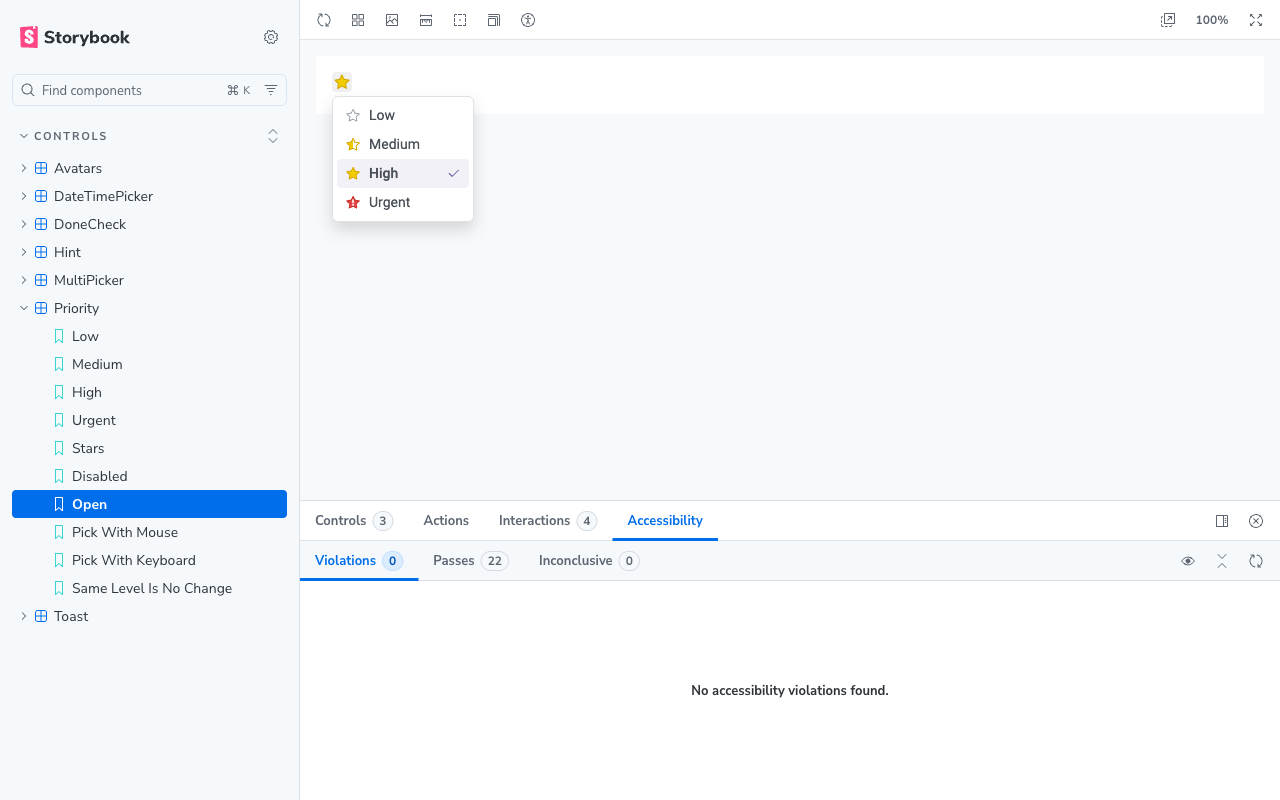 Storybook
Find components
⌘ K
CONTROLS
Avatars
DateTimePicker
DoneCheck
Hint
MultiPicker
Priority
Low
Medium
High
Urgent
Stars
Disabled
Open
Pick With Mouse
Pick With Keyboard
Same Level Is No Change
Toast
100%
Low
Medium
High
Urgent
Controls 3 Actions Interactions 4 Accessibility
Violations 0 Passes 22 Inconclusive 0
No accessibility violations found.